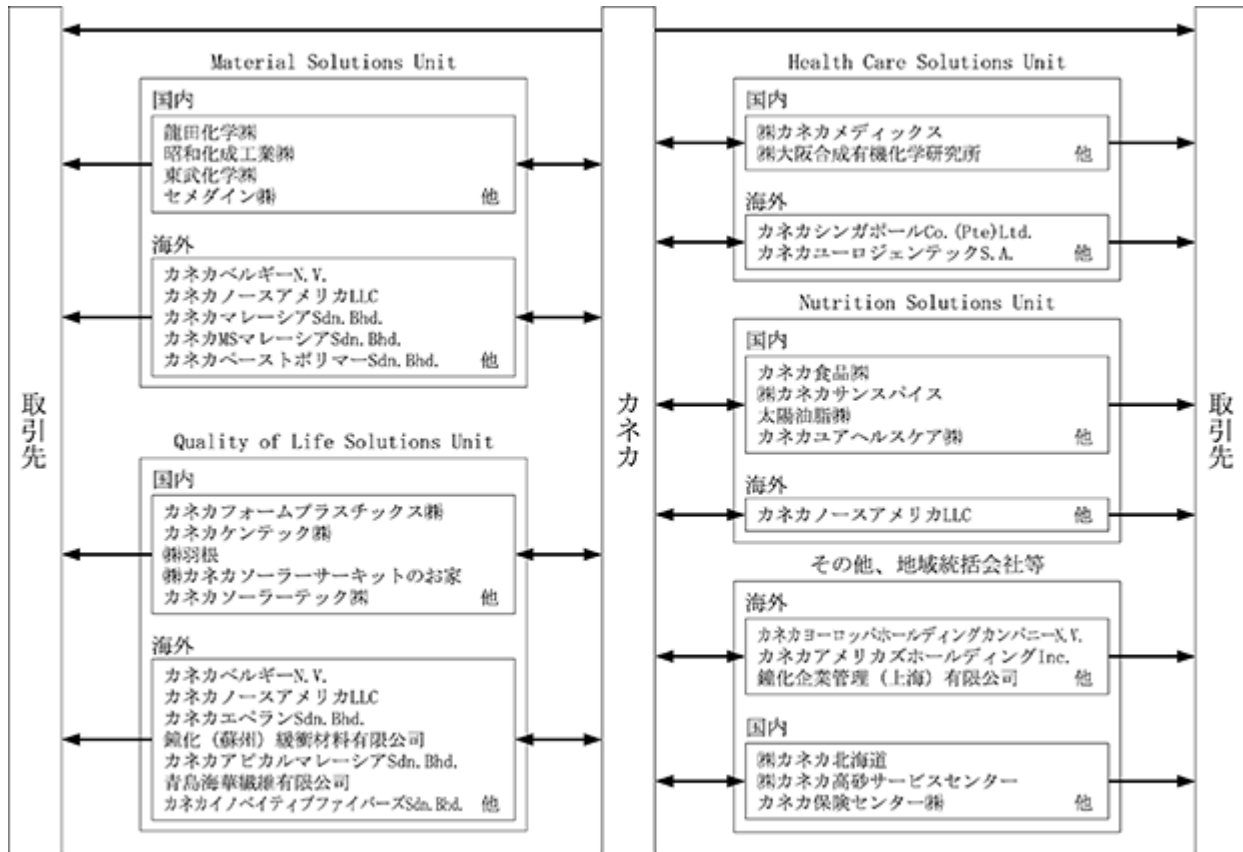 取引先
Material Solutions Unit
国内
龍田化学㈱
昭和化成工業㈱
東武化学㈱
セメダイン㈱ 他
海外
カネカベルギーN.V.
カネカノースアメリカLLC
カネカマレーシアSdn.Bhd.
カネカMSマレーシアSdn.Bhd.
カネカペーストポリマーSdn.Bhd. 他
Quality of Life Solutions Unit
国内
カネカフォームプラスチックス㈱
カネカケンテック㈱
㈱羽根
㈱カネカソーラーサーキットのお家
カネカソーラーテック㈱ 他
海外
カネカベルギーN.V.
カネカノースアメリカLLC
カネカエペランSdn.Bhd.
鐘化（蘇州）緩衝材料有限公司
カネカアピカルマレーシアSdn.Bhd.
青島海華繊維有限公司
カネカイノベイティブファイバーズSdn.Bhd. 他
カネカ
Health Care Solutions Unit
国内
㈱カネカメディックス
㈱大阪合成有機化学研究所 他
海外
カネカシンガポールCo.(Pte)Ltd.
カネカユーロジェンテックS.A. 他
Nutrition Solutions Unit
国内
カネカ食品㈱
㈱カネカサンスパイス
太陽油脂㈱
カネカユアヘルスケア㈱ 他
海外
カネカノースアメリカLLC 他
その他、地域統括会社等
海外
カネカヨーロッパホールディングカンパニーN.V.
カネカアメリカズホールディングInc.
鐘化企業管理（上海）有限公司 他
国内
㈱カネカ北海道
㈱カネカ高砂サービスセンター
カネカ保険センター㈱ 他
取引先